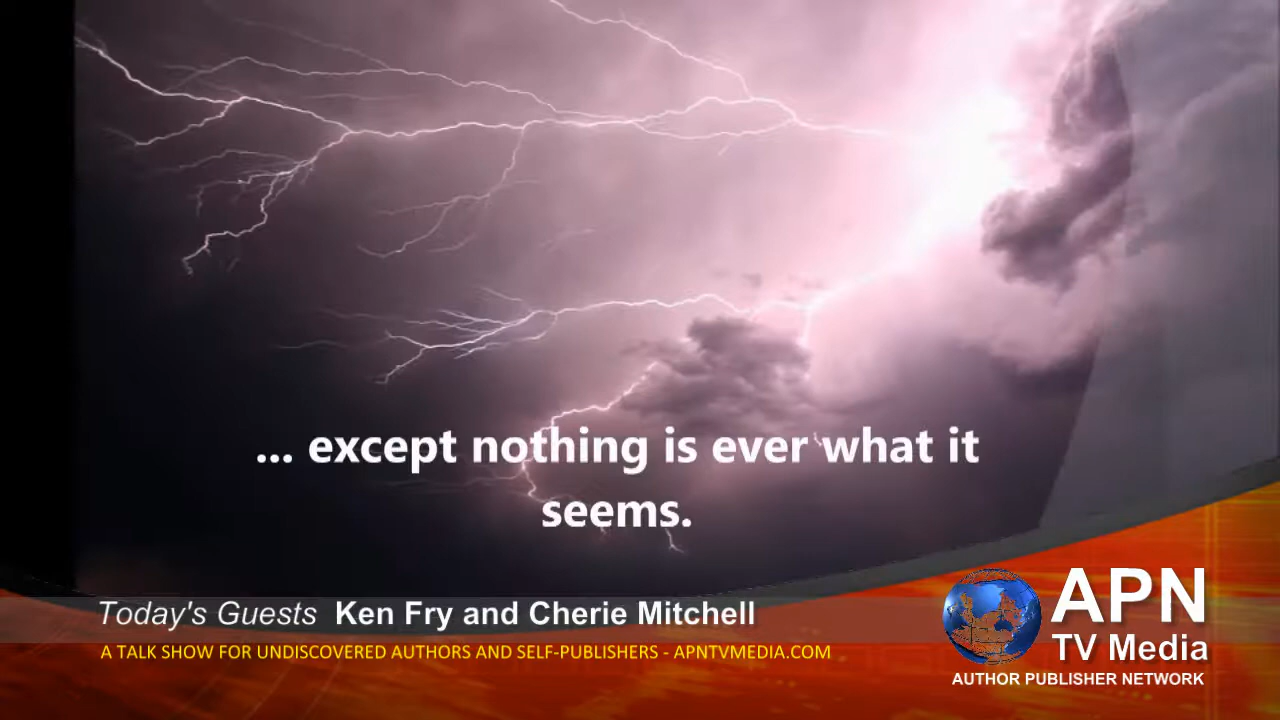 ... except nothing is ever what it
seems.
Today's Guests Ken Fry and Cherie Mitchell
A TALK SHOW FOR UNDISCOVERED AUTHORS AND SELF-PUBLISHERS - APNTVMEDIA.COM
APN
TV Media
AUTHOR PUBLISHER NETWORK